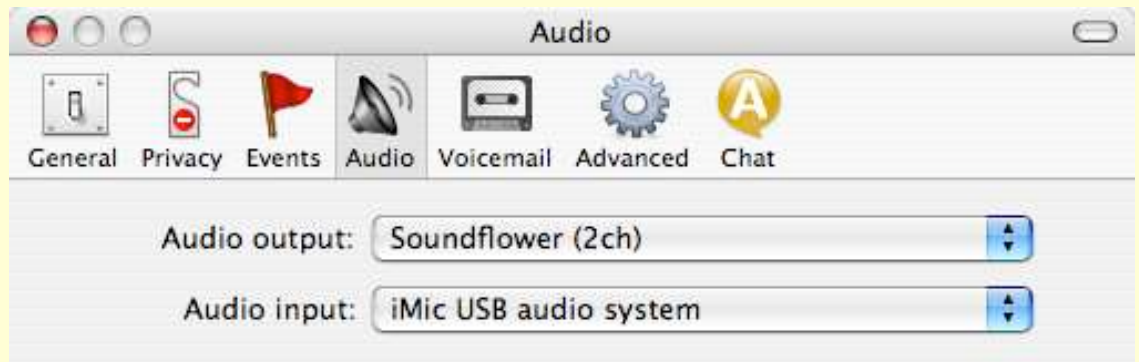 Audio
General Privacy Events Audio Voicemail Advanced Chat
Audio output: Soundflower (2ch)
Audio input: iMic USB audio system